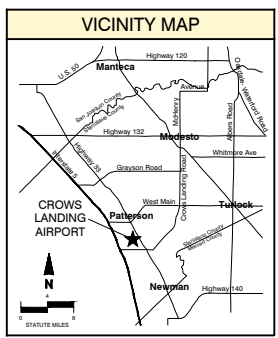 VICINITY MAP
Highway 120
U.S. 50
Manteca
Oakdale - Waterford Road
Avenue
San Joaquin County
Stanislaus County
McHenry
Albers Road
Highway 132
Modesto
Highway 33
Interstate 5
Whitmore Ave
Grayson Road
Crows Landing Road
CROWS
LANDING
AIRPORT
West Main
Turlock
Patterson
Stanislaus County
Merced County
N
Newman
Highway 140
0 4 8
STATUTE MILES